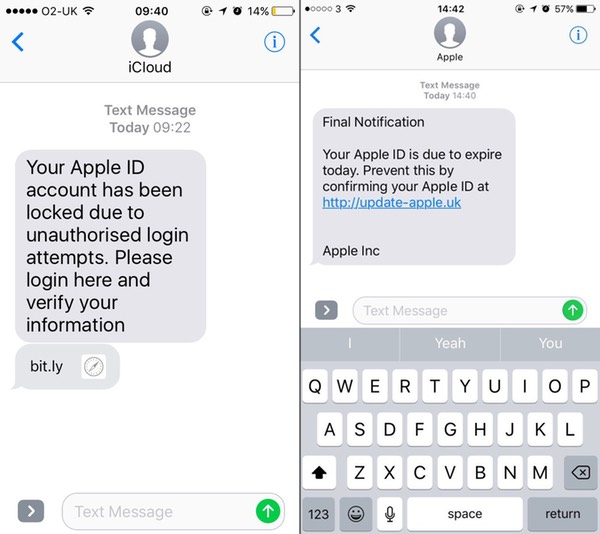 O2-UK 09:40 14%
iCloud
Text Message
Today 09:22
Your Apple ID
account has been
locked due to
unauthorised login
attempts. Please
login here and
verify your
information
bit.ly
Text Message
3 14:42 57%
Apple
Text Message
Today 14:40
Final Notification
Your Apple ID is due to expire
today. Prevent this by
confirming your Apple ID at
http://update-apple.uk
Apple Inc
Text Message
I Yeah You
Q W E R T Y U I O P
A S D F G H J K L
Z X C V B N M
123 space return